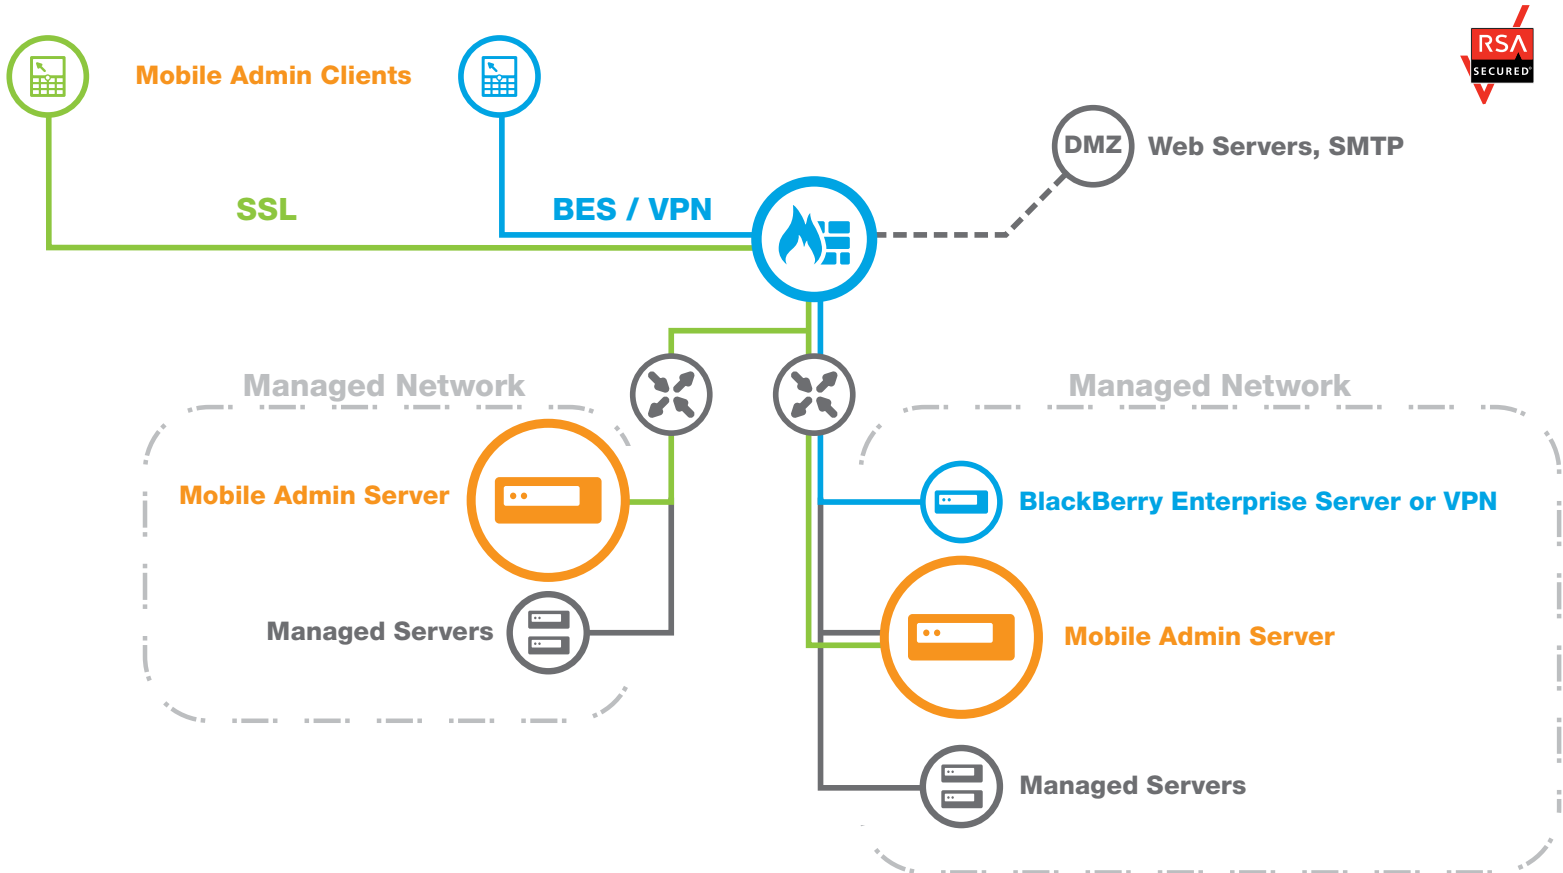 RSA
SECURED®
Mobile Admin Clients
DMZ
Web Servers, SMTP
SSL
BES / VPN
Managed Network
Managed Network
Mobile Admin Server
BlackBerry Enterprise Server or VPN
Managed Servers
Mobile Admin Server
Managed Servers